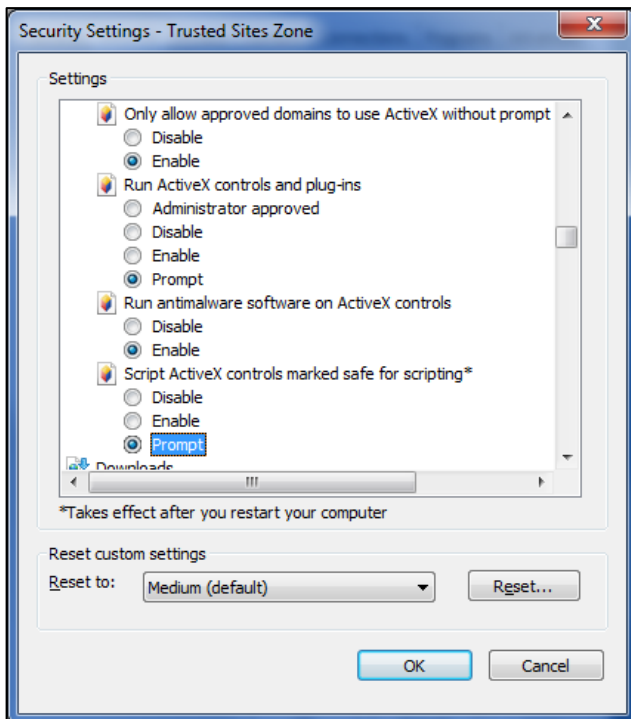 Security Settings - Trusted Sites Zone
Settings
Only allow approved domains to use ActiveX without prompt
Disable
Enable
Run ActiveX controls and plug-ins
Administrator approved
Disable
Enable
Prompt
Run antimalware software on ActiveX controls
Disable
Enable
Script ActiveX controls marked safe for scripting*
Disable
Enable
Prompt
Downloads
*Takes effect after you restart your computer
Reset custom settings
Reset to:
Medium (default)
Reset...
OK
Cancel